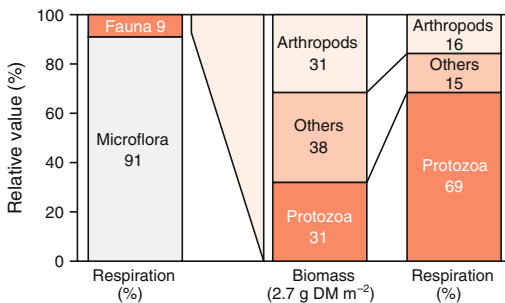 Relative value (%)
100
80
60
40
20
0
Fauna 9
Microflora
91
Respiration
(%)
Arthropods
31
Others
38
Protozoa
31
Biomass
(2.7 g DM m⁻²)
Arthropods
16
Others
15
Protozoa
69
Respiration
(%)